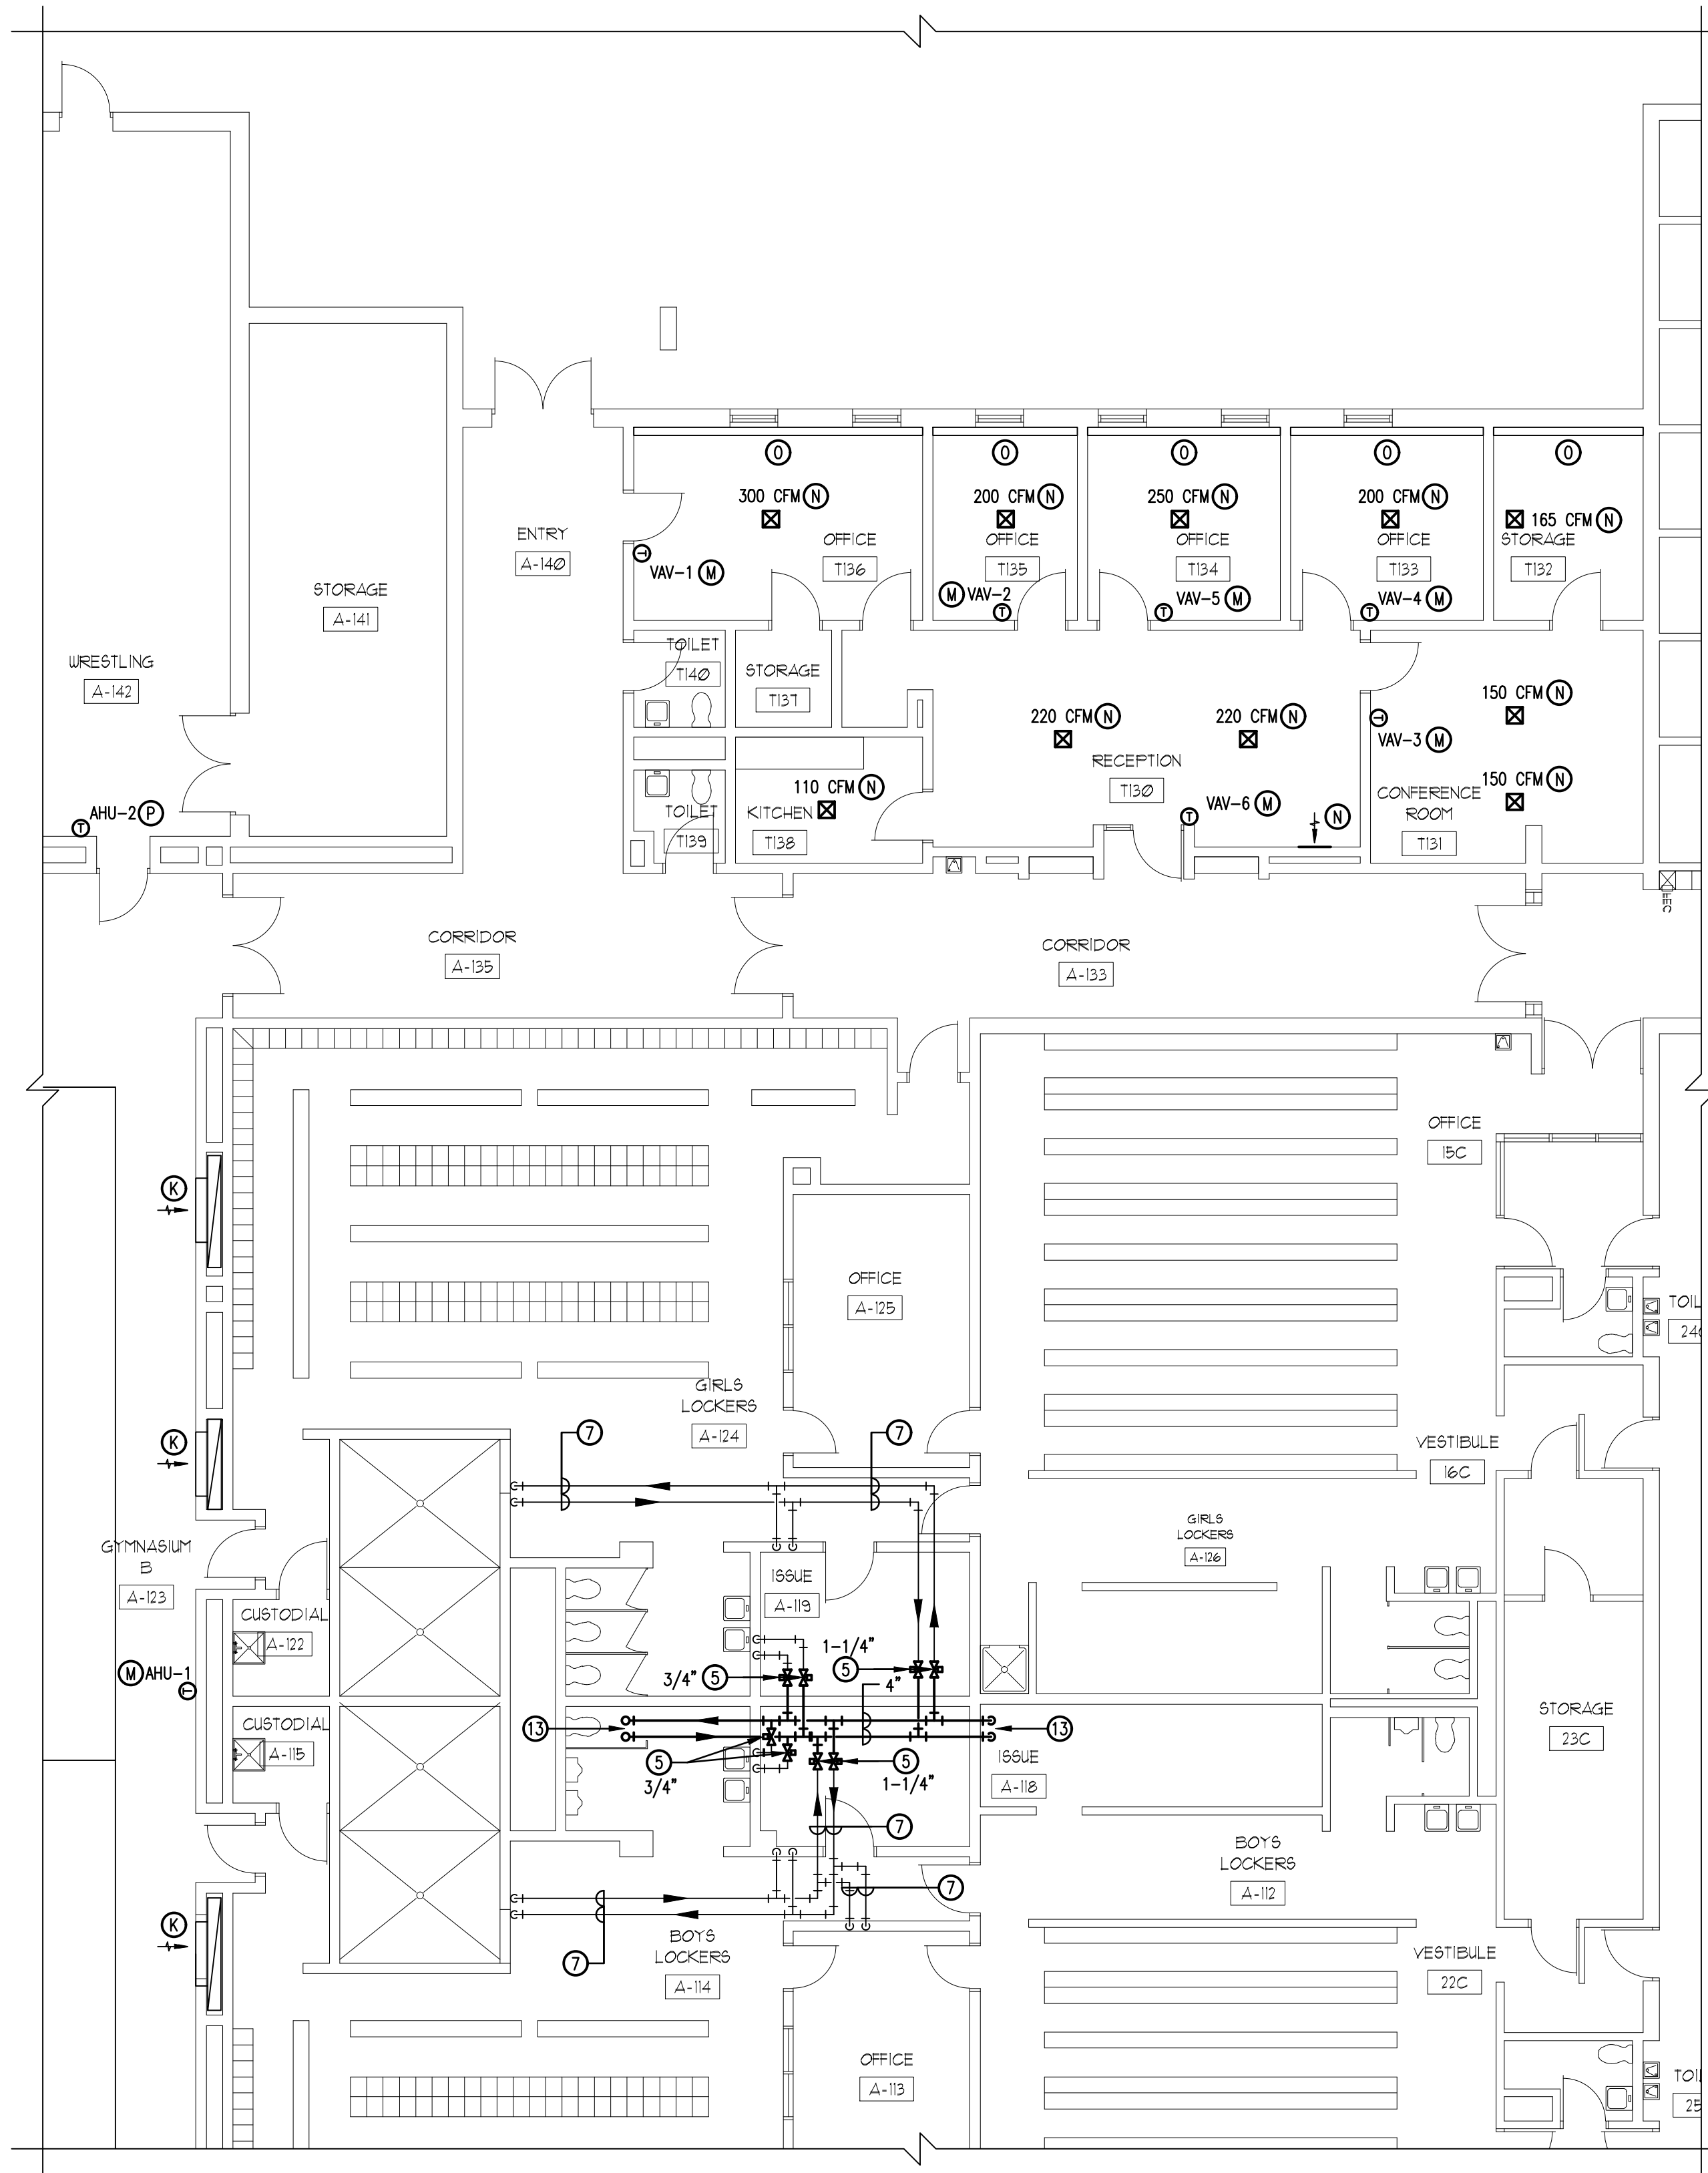 O
O
O
O
O
300 CFM N
200 CFM N
250 CFM N
200 CFM N
165 CFM N
ENTRY
A-140
OFFICE
T136
OFFICE
T135
OFFICE
T134
OFFICE
T133
STORAGE
T132
T
VAV-1 M
M VAV-2
T
VAV-5 M
T
VAV-4 M
T
STORAGE
A-141
WRESTLING
A-142
TOILET
T140
STORAGE
T137
220 CFM N
220 CFM N
150 CFM N
T
VAV-3 M
RECEPTION
T130
150 CFM N
CONFERENCE
ROOM
T131
110 CFM N
KITCHEN
T138
TOILET
T139
VAV-6 M
T
N
AHU-2 P
T
FEC
CORRIDOR
A-135
CORRIDOR
A-133
OFFICE
15C
K
OFFICE
A-125
TOIL
24C
GIRLS
LOCKERS
A-124
7
7
K
VESTIBULE
16C
GIRLS
LOCKERS
A-126
GYMNASIUM
B
A-123
ISSUE
A-119
CUSTODIAL
A-122
M AHU-1
T
3/4" 5
1-1/4"
5
4"
STORAGE
23C
CUSTODIAL
A-115
13
13
5
3/4"
5
1-1/4"
ISSUE
A-118
7
BOYS
LOCKERS
A-112
7
K
BOYS
LOCKERS
A-114
7
VESTIBULE
22C
OFFICE
A-113
TOI
25